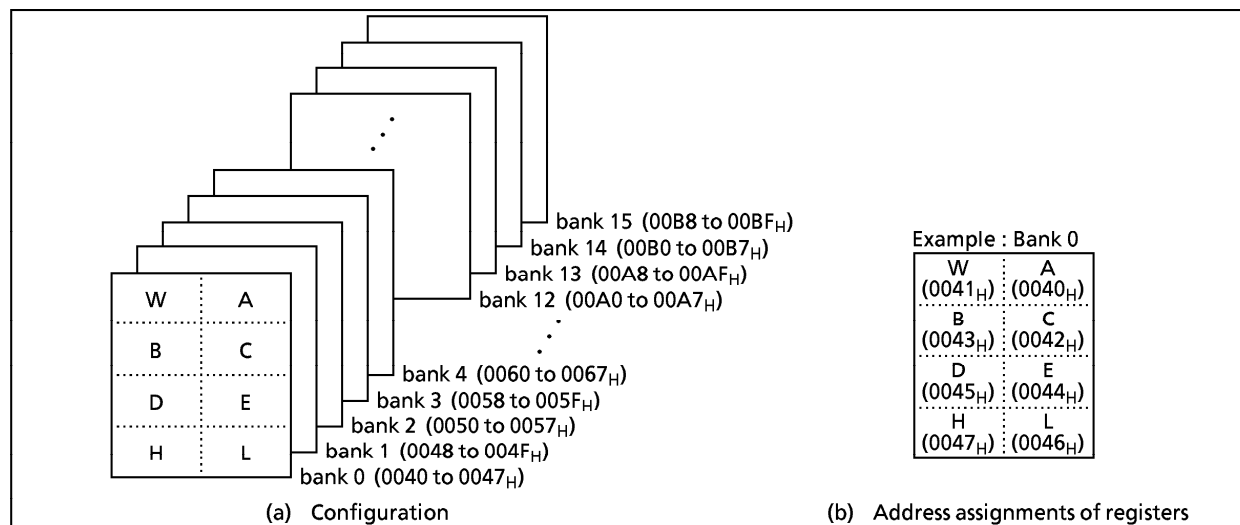 bank 15 (00B8 to 00BFH)
bank 14 (00B0 to 00B7H)
bank 13 (00A8 to 00AFH)
bank 12 (00A0 to 00A7H)
bank 4 (0060 to 0067H)
bank 3 (0058 to 005FH)
bank 2 (0050 to 0057H)
bank 1 (0048 to 004FH)
bank 0 (0040 to 0047H)
W A
B C
D E
H L
(a) Configuration
Example : Bank 0
W A
(0041H) (0040H)
B C
(0043H) (0042H)
D E
(0045H) (0044H)
H L
(0047H) (0046H)
(b) Address assignments of registers